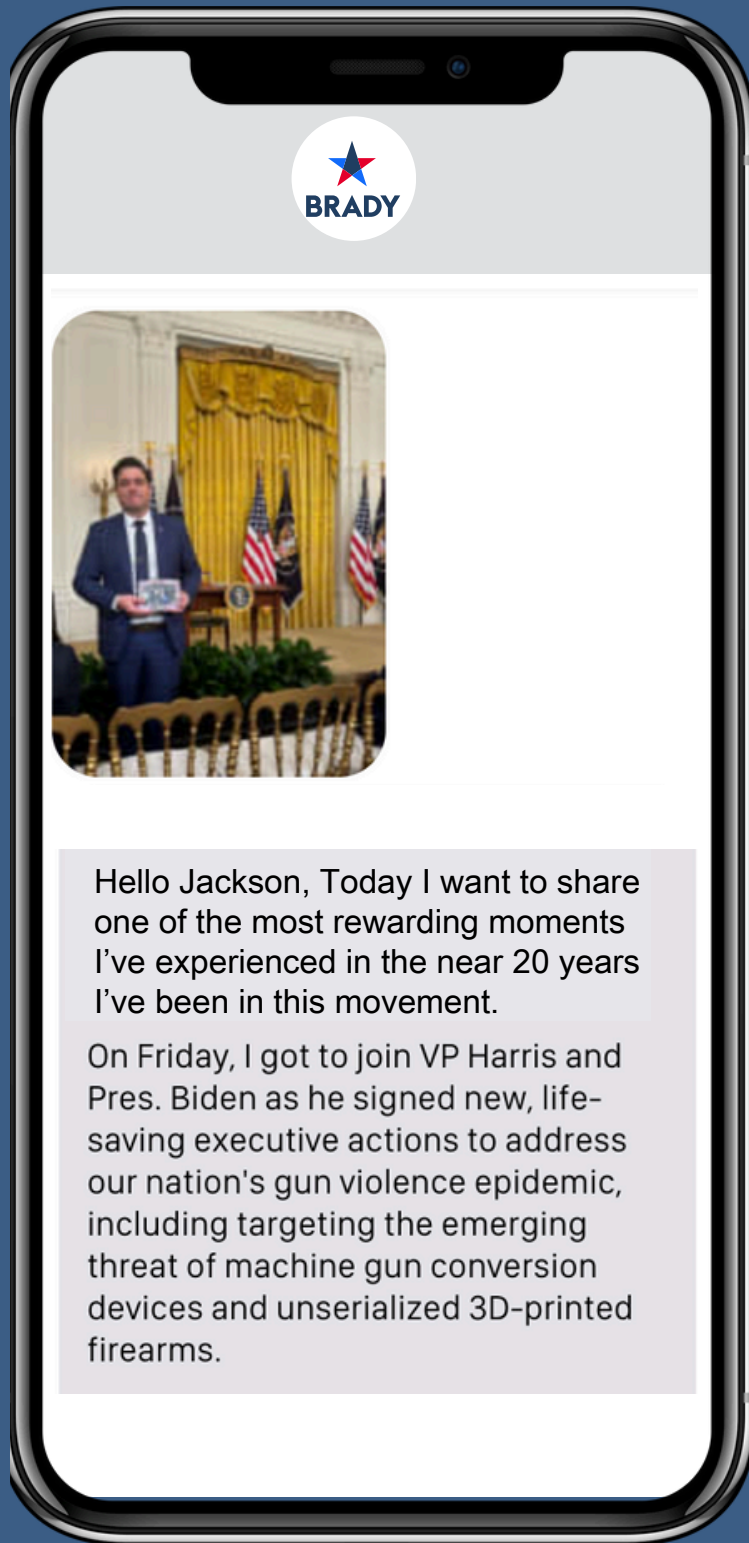 BRADY
Hello Jackson, Today I want to share
one of the most rewarding moments
I've experienced in the near 20 years
I've been in this movement.
On Friday, I got to join VP Harris and
Pres. Biden as he signed new, life-
saving executive actions to address
our nation's gun violence epidemic,
including targeting the emerging
threat of machine gun conversion
devices and unserialized 3D-printed
firearms.